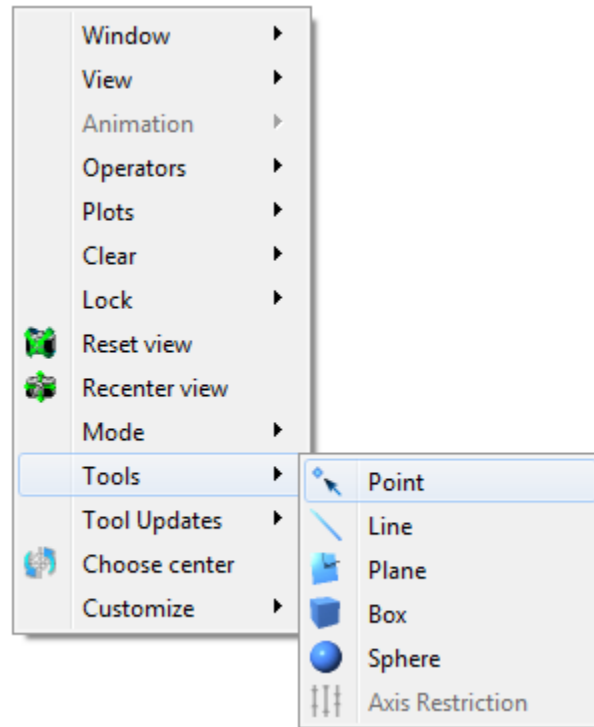 Window
View
Animation
Operators
Plots
Clear
Lock
Reset view
Recenter view
Mode
Tools
Tool Updates
Choose center
Customize
Point
Line
Plane
Box
Sphere
Axis Restriction